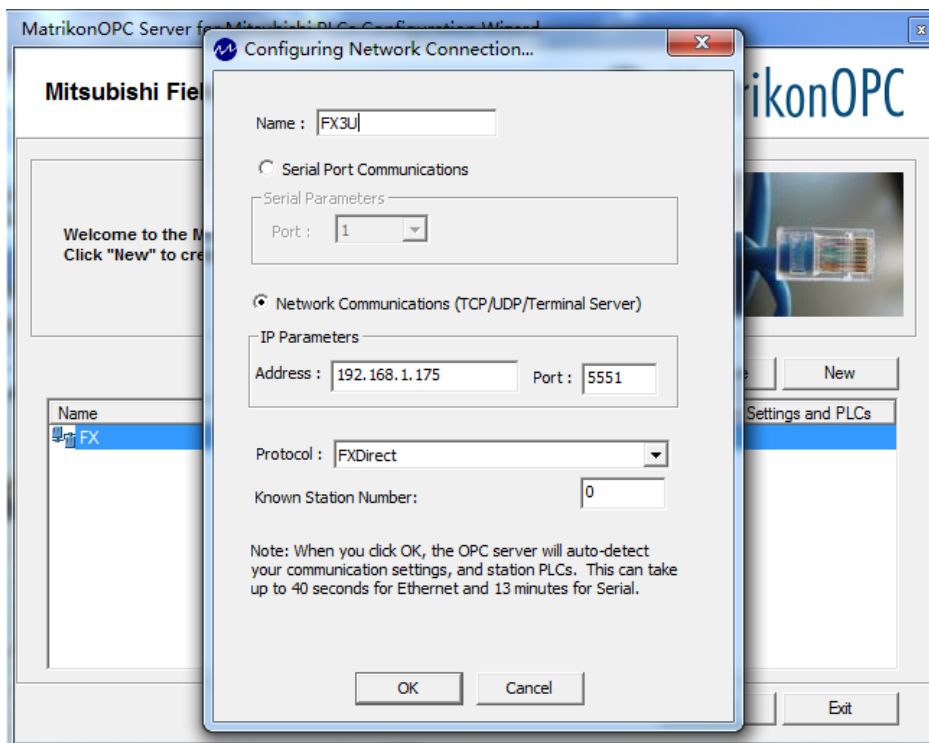 MatrikonOPC Server for Mitsubishi PLCs Configuration Wizard
Configuring Network Connection...
Mitsubishi Fiel
rikonOPC
Name : FX3U
Serial Port Communications
Serial Parameters
Port : 1
Welcome to the M
Click "New" to cre
Network Communications (TCP/UDP/Terminal Server)
IP Parameters
Address : 192.168.1.175 Port : 5551
e New
Name Settings and PLCs
FX
Protocol : FXDirect
Known Station Number: 0
Note: When you click OK, the OPC server will auto-detect
your communication settings, and station PLCs. This can take
up to 40 seconds for Ethernet and 13 minutes for Serial.
OK Cancel
Exit